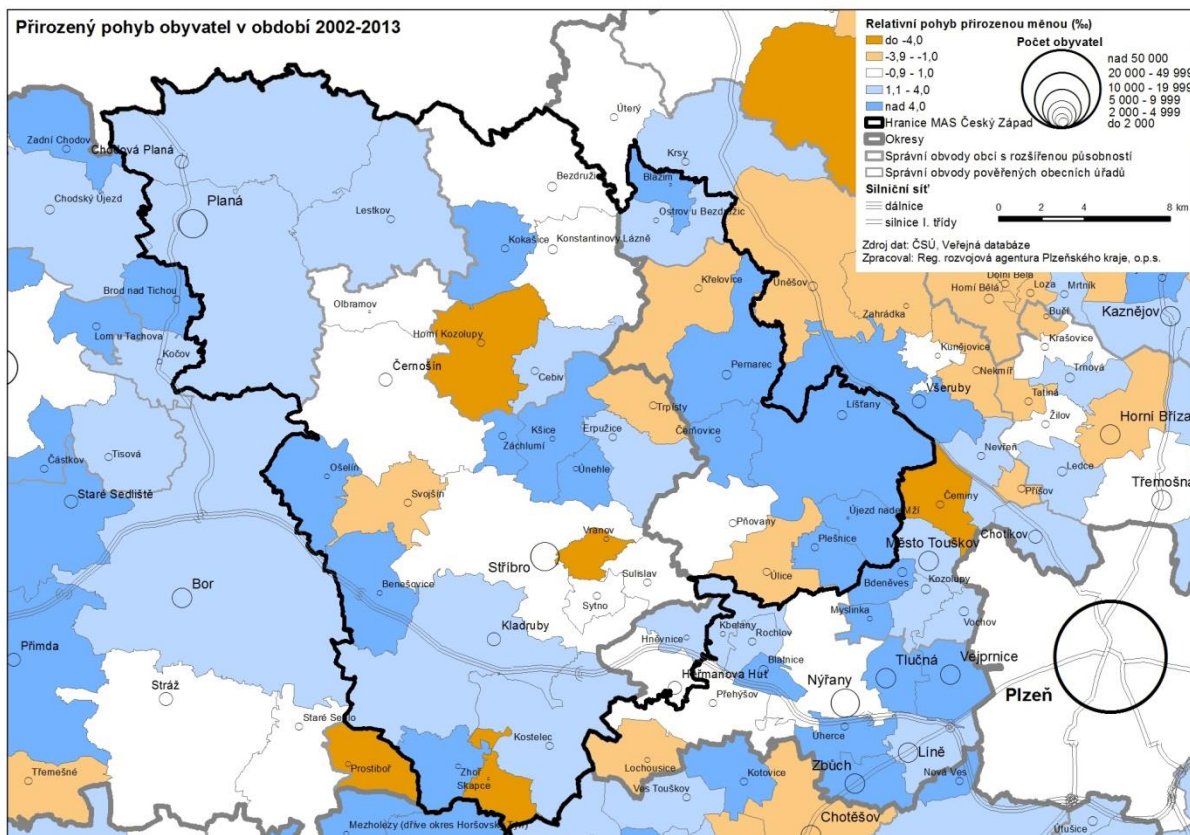 Přirozený pohyb obyvatel v období 2002-2013
Relativní pohyb přirozenou měnou (‰)
do -4,0
-3,9 - -1,0
-0,9 - 1,0
1,1 - 4,0
nad 4,0
Hranice MAS Český Západ
Okresy
Správní obvody obcí s rozšířenou působností
Správní obvody pověřených obecních úřadů
Silniční síť
dálnice
silnice I. třídy
Počet obyvatel
nad 50 000
20 000 - 49 999
10 000 - 19 999
5 000 - 9 999
2 000 - 4 999
do 2 000
0 2 4 8 km
Zdroj dat: ČSÚ, Veřejná databáze
Zpracoval: Reg. rozvojová agentura Plzeňského kraje, o.p.s.
Úterý
Zadní Chodov
Chodová Planá
Krsy
Bezdružic
Blažim
Chodský Újezd
Planá
Lestkov
Ostrov u Bezdružic
Kokašice
Konstantinovy Lázně
Křelovice
Úněšov
Dolní Bělá
Horní Bělá
Loza
Mrtník
Brod nad Tichou
Olbramov
Zahrádka
Bučí
Kaznějov
Lom u Tachova
Horní Kozolupy
Krašovice
Kočov
Kunějovice
Černošín
Cebiv
Pernarec
Nekmíř
Trnová
Všeruby
Trpísty
Líšťany
Tatiná
Žilov
Horní Bříza
Kšice
Erpužice
Záchlumí
Čerňovice
Nevřeň
Tisová
Částkov
Ošelín
Únehle
Ledce
Staré Sedliště
Svojšín
Čeminy
Příšov
Třemošná
Vranov
Pňovany
Újezd nade Mží
Chotíkov
Stříbro
Plešnice
Město Touškov
Bor
Benešovice
Sulislav
Úlice
Bdeněves
Kozolupy
Sytno
Myslinka
Vochov
Kladruby
Kbelany
Hněvnice
Rochlov
Přimda
Blatnice
Tlučná
Vejprnice
Stráž
Heřmanova Huť
Přehýšov
Nýřany
Plzeň
Staré Sedlo
Úherce
Kostelec
Líně
Prostiboř
Zhoř
Lochousice
Třemešné
Skapce
Kotovice
Zbůch
Nová Ves
Ves Touškov
Chotěšov
Mezholezy (dříve okres Horšovský Týn)
Útušice